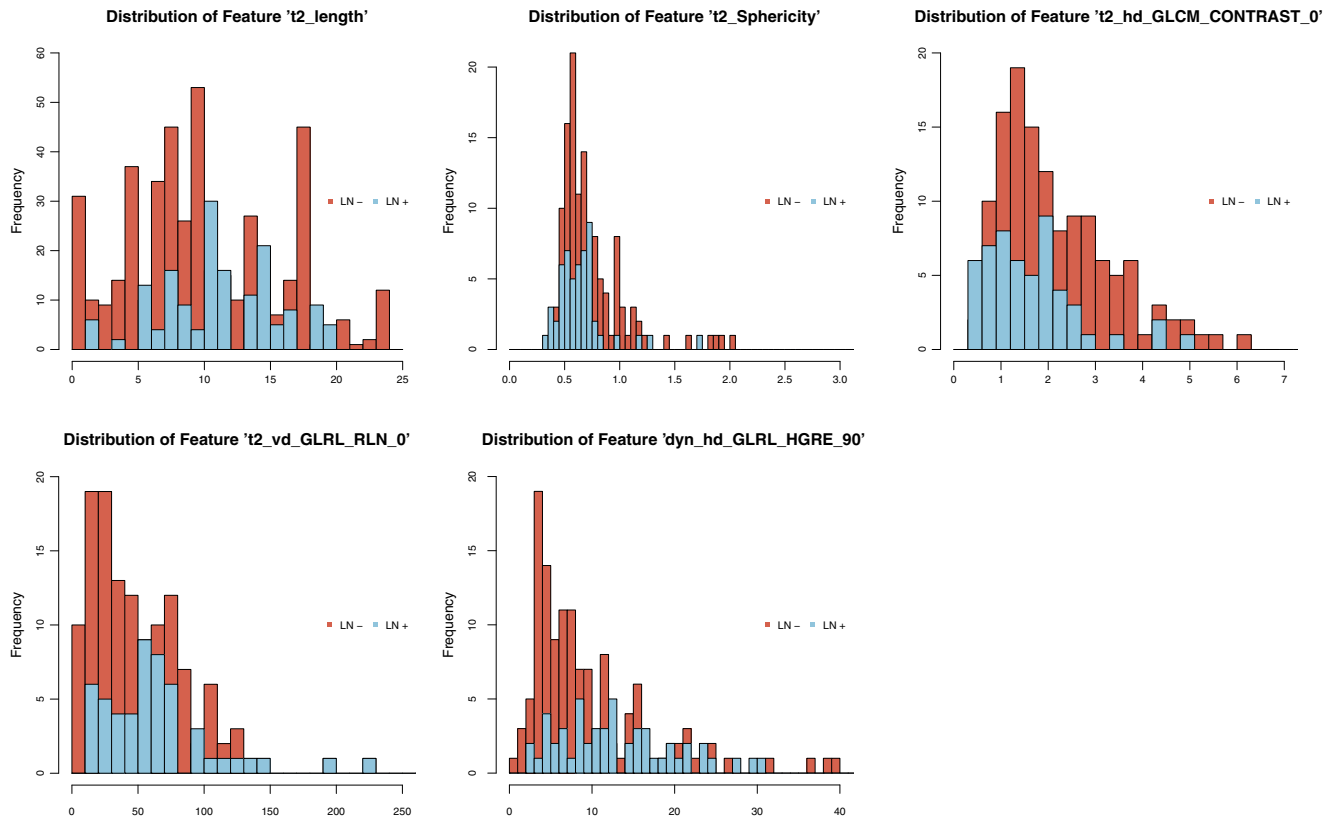 Distribution of Feature 't2_length'
Frequency
0 10 20 30 40 50 60
0 5 10 15 20 25
LN – LN +
Distribution of Feature 't2_Sphericity'
Frequency
0 5 10 15 20
0.0 0.5 1.0 1.5 2.0 2.5 3.0
LN – LN +
Distribution of Feature 't2_hd_GLCM_CONTRAST_0'
Frequency
0 5 10 15 20
0 1 2 3 4 5 6 7
LN – LN +
Distribution of Feature 't2_vd_GLRL_RLN_0'
Frequency
0 5 10 15 20
0 50 100 150 200 250
LN – LN +
Distribution of Feature 'dyn_hd_GLRL_HGRE_90'
Frequency
0 5 10 15 20
0 10 20 30 40
LN – LN +